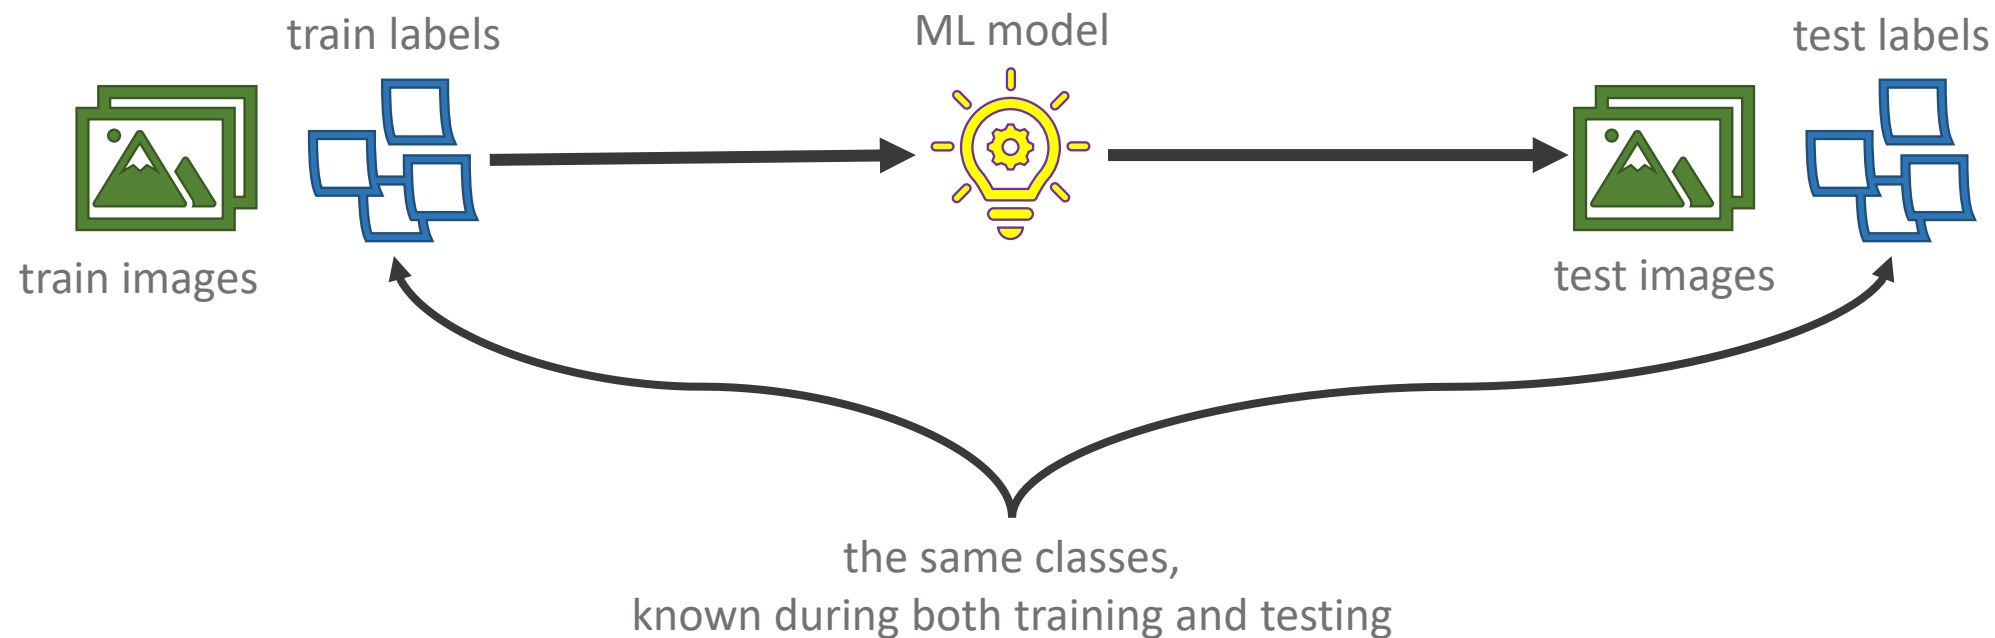 train labels
ML model
test labels
train images
test images
the same classes,
known during both training and testing